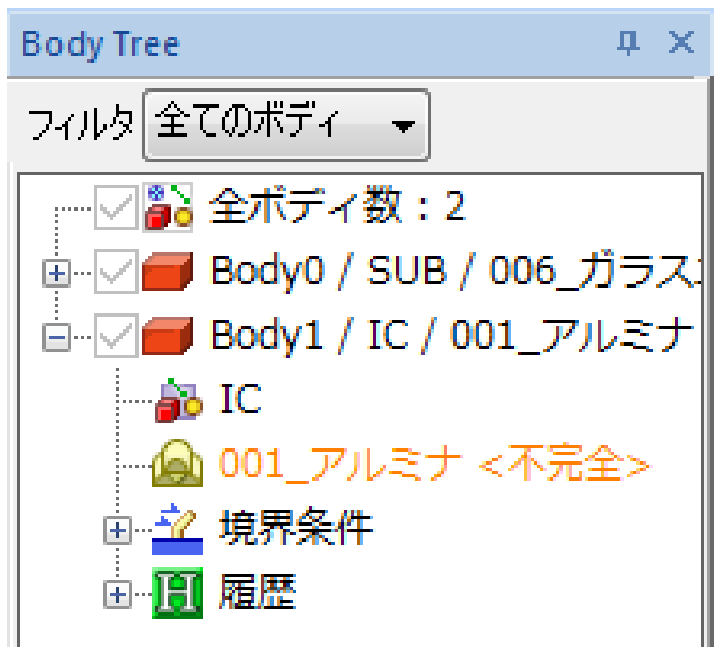 Body Tree
フィルタ 全てのボディ
全ボディ数：2
Body0 / SUB / 006_ガラス
Body1 / IC / 001_アルミナ
IC
001_アルミナ <不完全>
境界条件
H 履歴